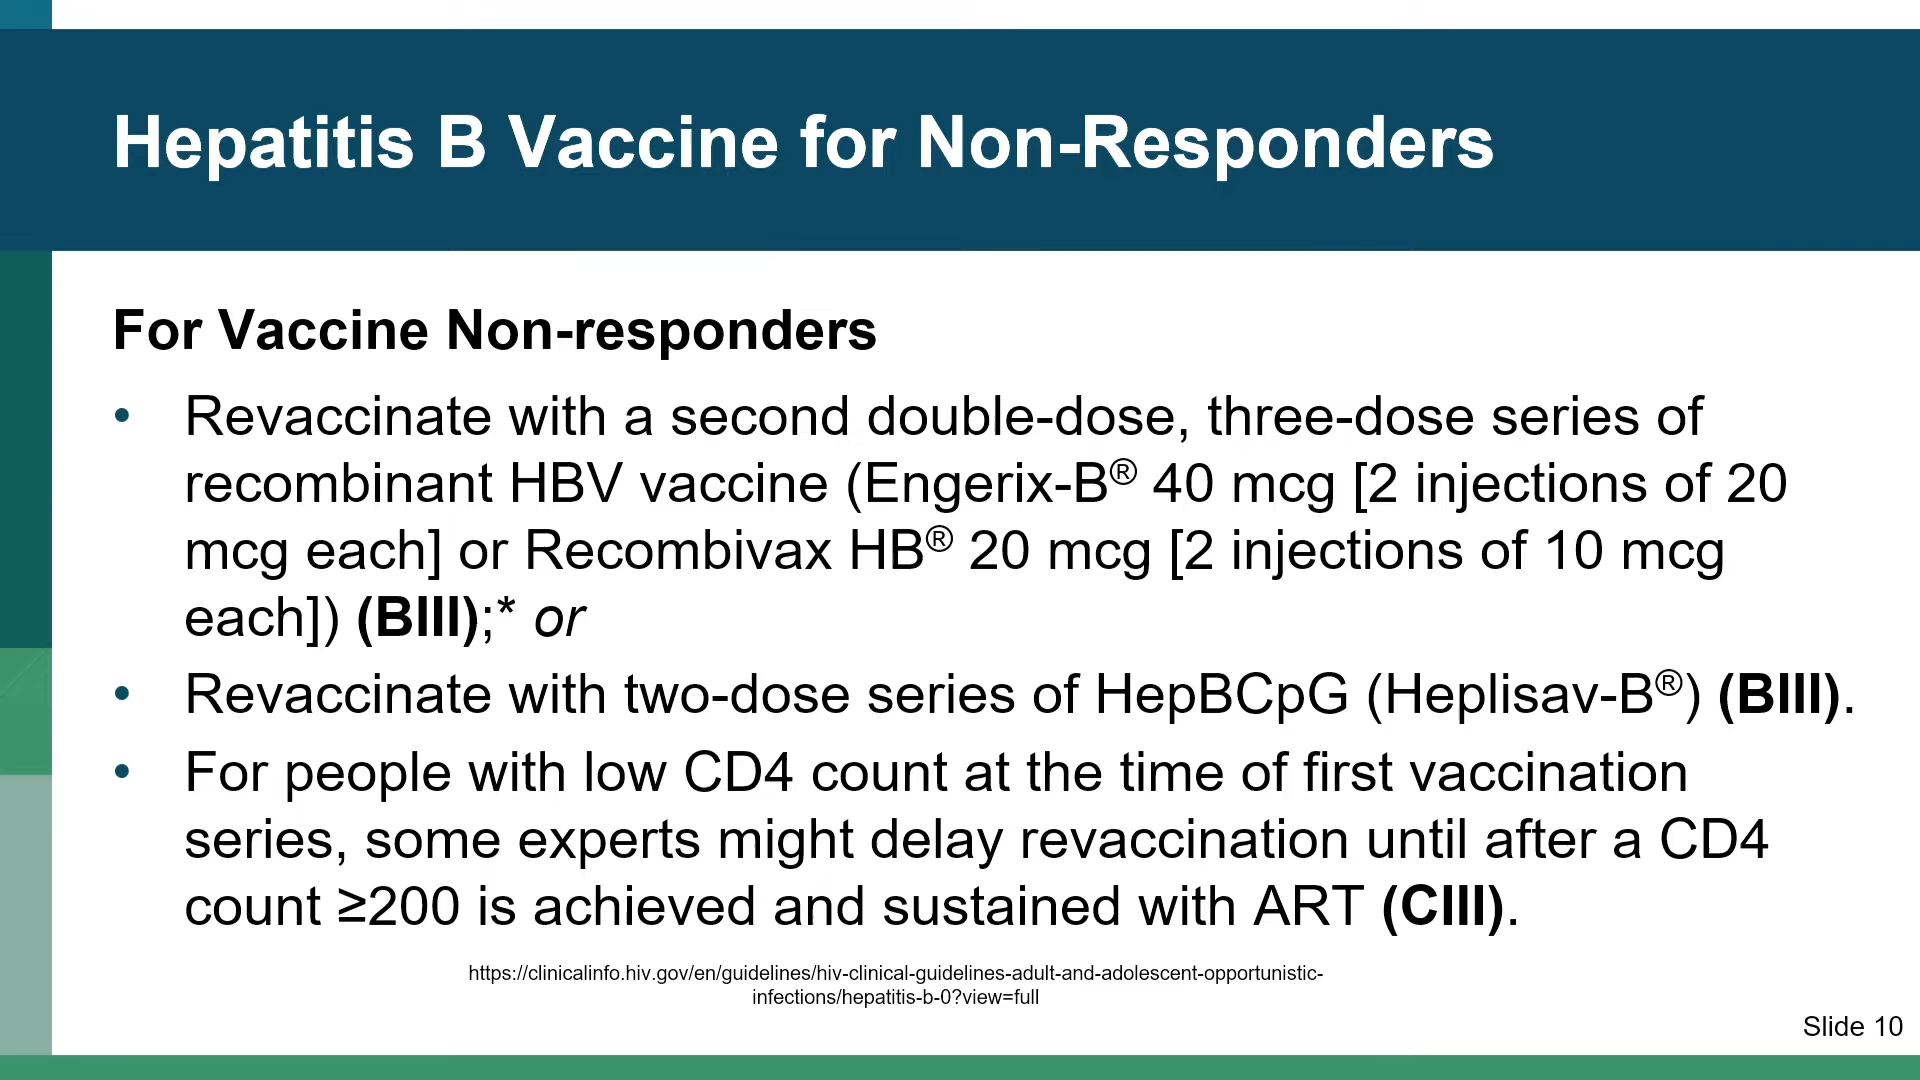 Hepatitis B Vaccine for Non-Responders
For Vaccine Non-responders
• Revaccinate with a second double-dose, three-dose series of
recombinant HBV vaccine (Engerix-B® 40 mcg [2 injections of 20
mcg each] or Recombivax HB® 20 mcg [2 injections of 10 mcg
each]) (BIII);* or
• Revaccinate with two-dose series of HepBCpG (Heplisav-B®) (BIII).
• For people with low CD4 count at the time of first vaccination
series, some experts might delay revaccination until after a CD4
count ≥200 is achieved and sustained with ART (CIII).
https://clinicalinfo.hiv.gov/en/guidelines/hiv-clinical-guidelines-adult-and-adolescent-opportunistic-
infections/hepatitis-b-0?view=full
Slide 10